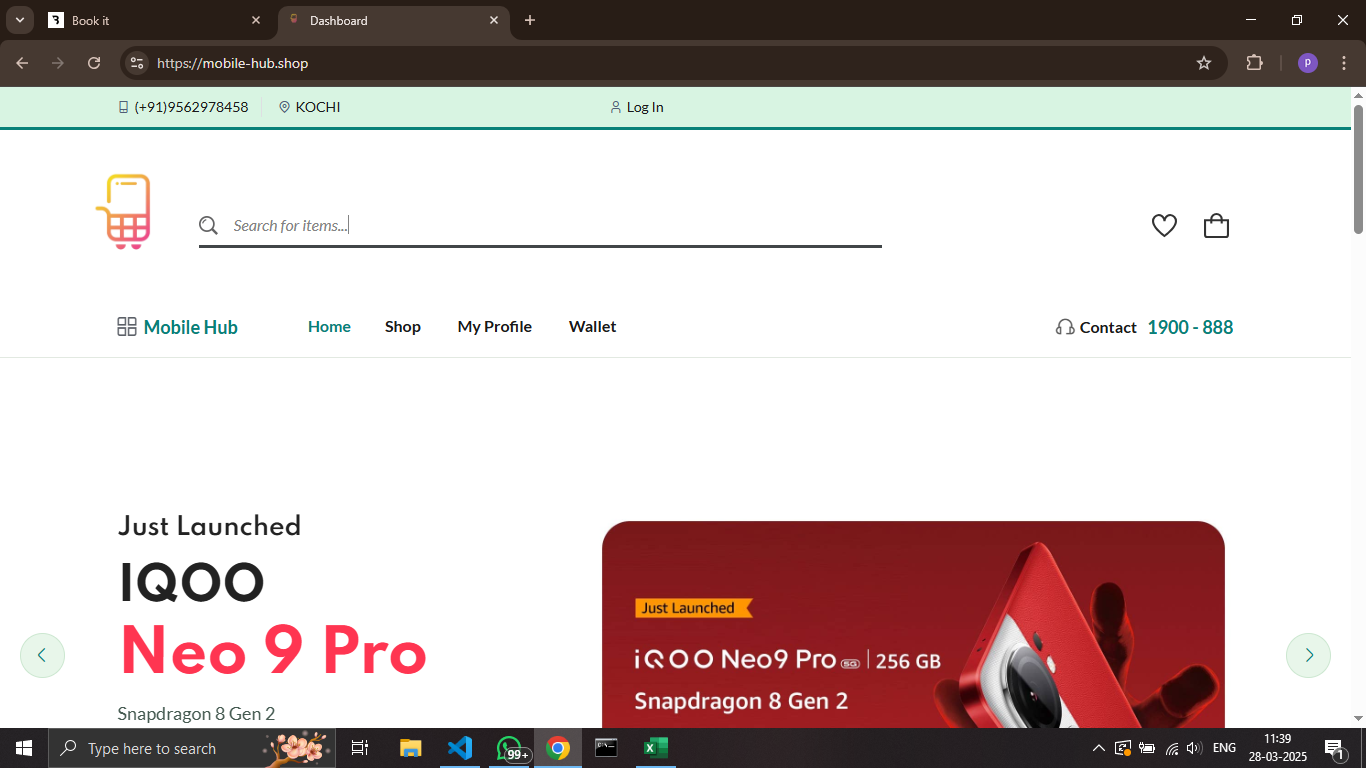 Book it
Dashboard
https://mobile-hub.shop
p
(+91)9562978458
KOCHI
Log In
Search for items...
Mobile Hub
Home
Shop
My Profile
Wallet
Contact
1900 - 888
Just Launched
IQOO
Neo 9 Pro
Snapdragon 8 Gen 2
Just Launched
iQOO Neo9 Pro 5G | 256 GB
Snapdragon 8 Gen 2
Type here to search
99+
ENG
11:39
28-03-2025
1